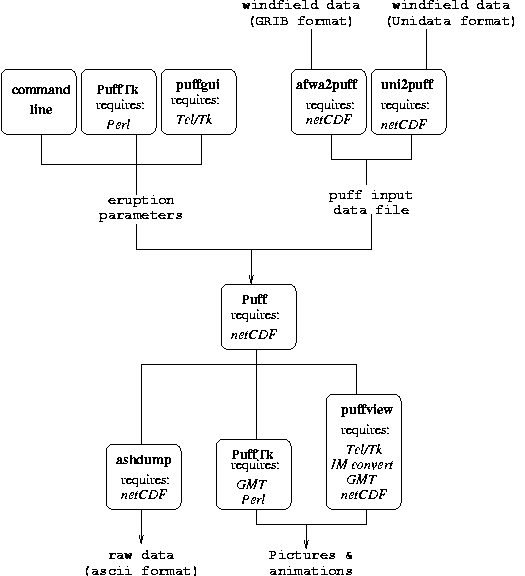 windfield data
(GRIB format)
windfield data
(Unidata format)
command
line
PuffTk
requires:
Perl
puffgui
requires:
Tcl/Tk
afwa2puff
requires:
netCDF
uni2puff
requires:
netCDF
eruption
parameters
puff input
data file
Puff
requires:
netCDF
ashdump
requires:
netCDF
PuffTk
requires:
GMT
Perl
puffview
requires:
Tcl/Tk
IM convert
GMT
netCDF
raw data
(ascii format)
Pictures &
animations